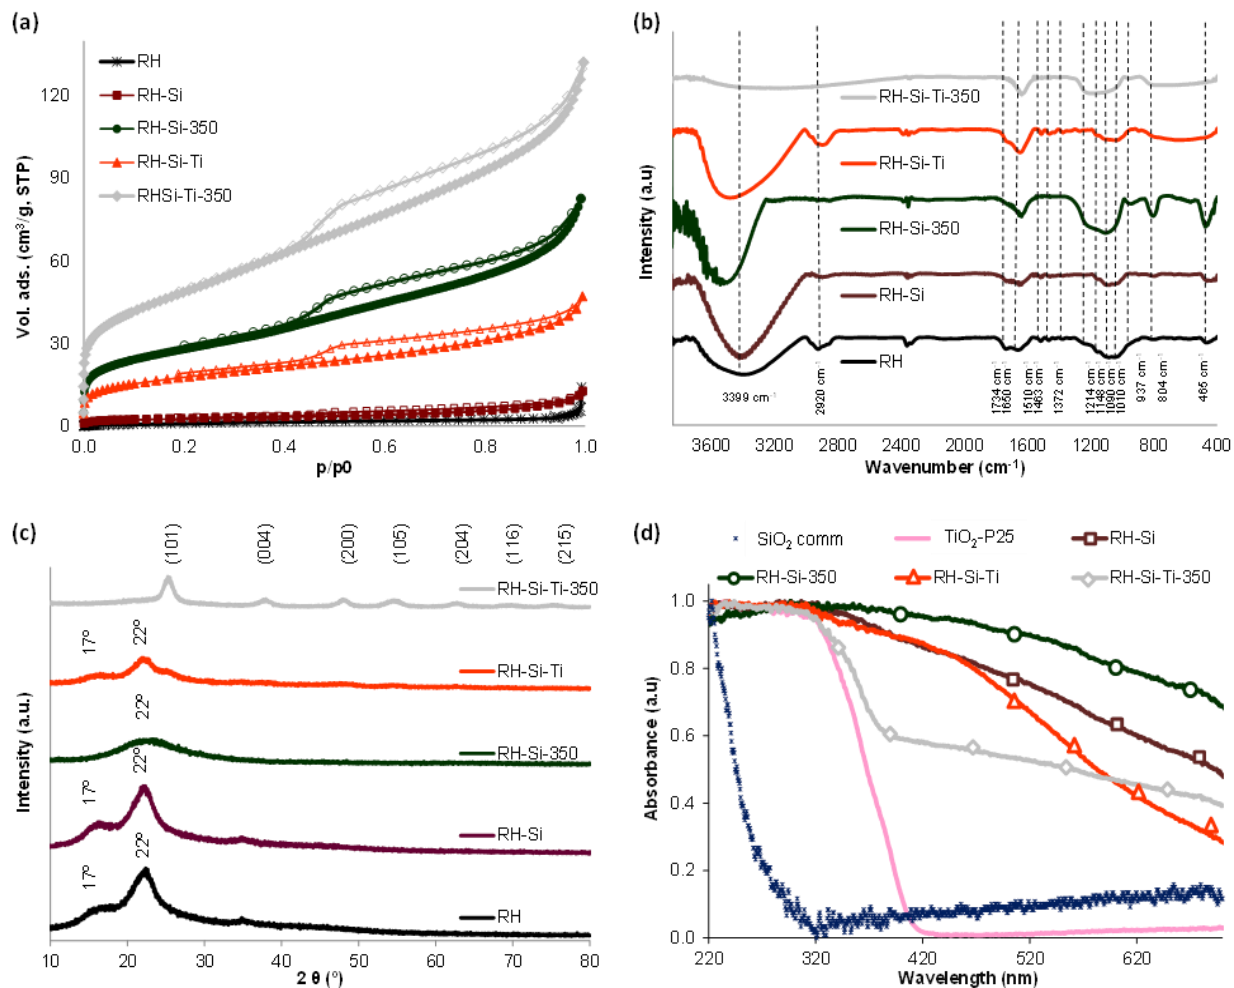 (a)
Vol. ads. (cm³/g, STP)
120
90
60
30
0
RH
RH-Si
RH-Si-350
RH-Si-Ti
RHSi-Ti-350
0.0 0.2 0.4 0.6 0.8 1.0
p/p0
(b)
Intensity (a.u)
RH-Si-Ti-350
RH-Si-Ti
RH-Si-350
RH-Si
RH
3399 cm⁻¹
2920 cm⁻¹
1734 cm⁻¹
1650 cm⁻¹
1510 cm⁻¹
1463 cm⁻¹
1372 cm⁻¹
1214 cm⁻¹
1148 cm⁻¹
1090 cm⁻¹
1010 cm⁻¹
937 cm⁻¹
804 cm⁻¹
465 cm⁻¹
3600 3200 2800 2400 2000 1600 1200 800 400
Wavenumber (cm⁻¹)
(c)
Intensity (a.u.)
(101)
(004)
(200)
(105)
(204)
(116)
(215)
RH-Si-Ti-350
17º
22º
RH-Si-Ti
22º
RH-Si-350
17º
22º
RH-Si
17º
22º
RH
10 20 30 40 50 60 70 80
2 θ (º)
(d)
SiO₂ comm
TiO₂-P25
RH-Si
RH-Si-350
RH-Si-Ti
RH-Si-Ti-350
Absorbance (a.u)
1.0
0.8
0.6
0.4
0.2
0.0
220 320 420 520 620
Wavelength (nm)